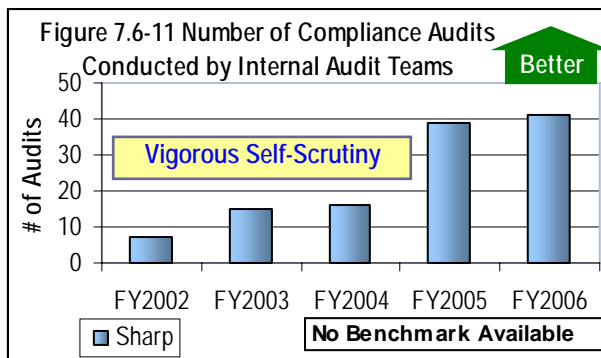 Figure 7.6-11 Number of Compliance Audits
Conducted by Internal Audit Teams
Better
# of Audits
50
40
30
20
10
0
Vigorous Self-Scrutiny
FY2002 FY2003 FY2004 FY2005 FY2006
Sharp
No Benchmark Available